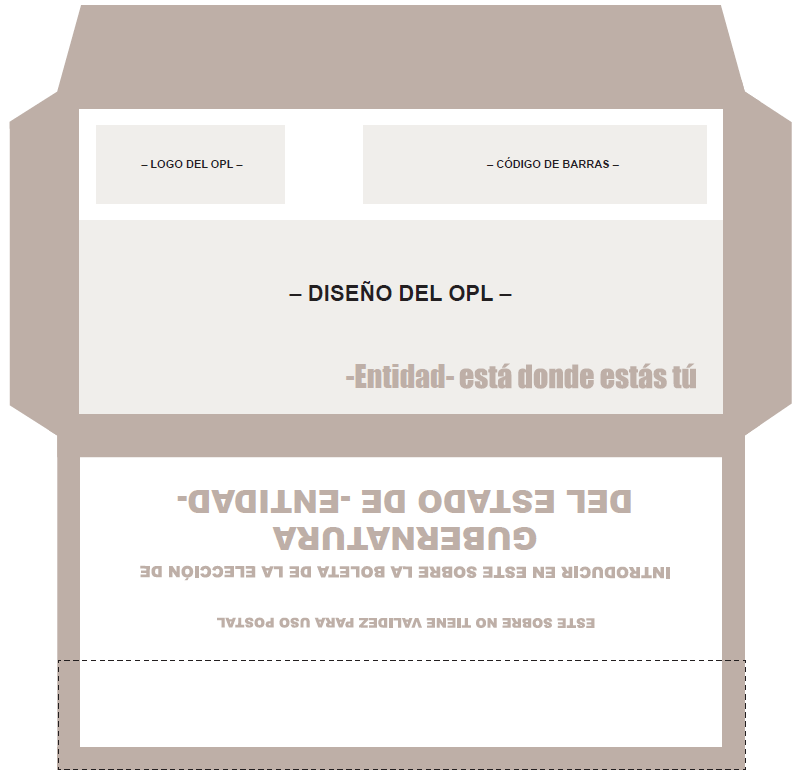 – LOGO DEL OPL –
– CÓDIGO DE BARRAS –
– DISEÑO DEL OPL –
-Entidad- está donde estás tú
ESTE SOBRE NO TIENE VALIDEZ PARA USO POSTAL
INTRODUCIR EN ESTE SOBRE LA BOLETA DE LA ELECCIÓN DE
GUBERNATURA
DEL ESTADO DE -ENTIDAD-